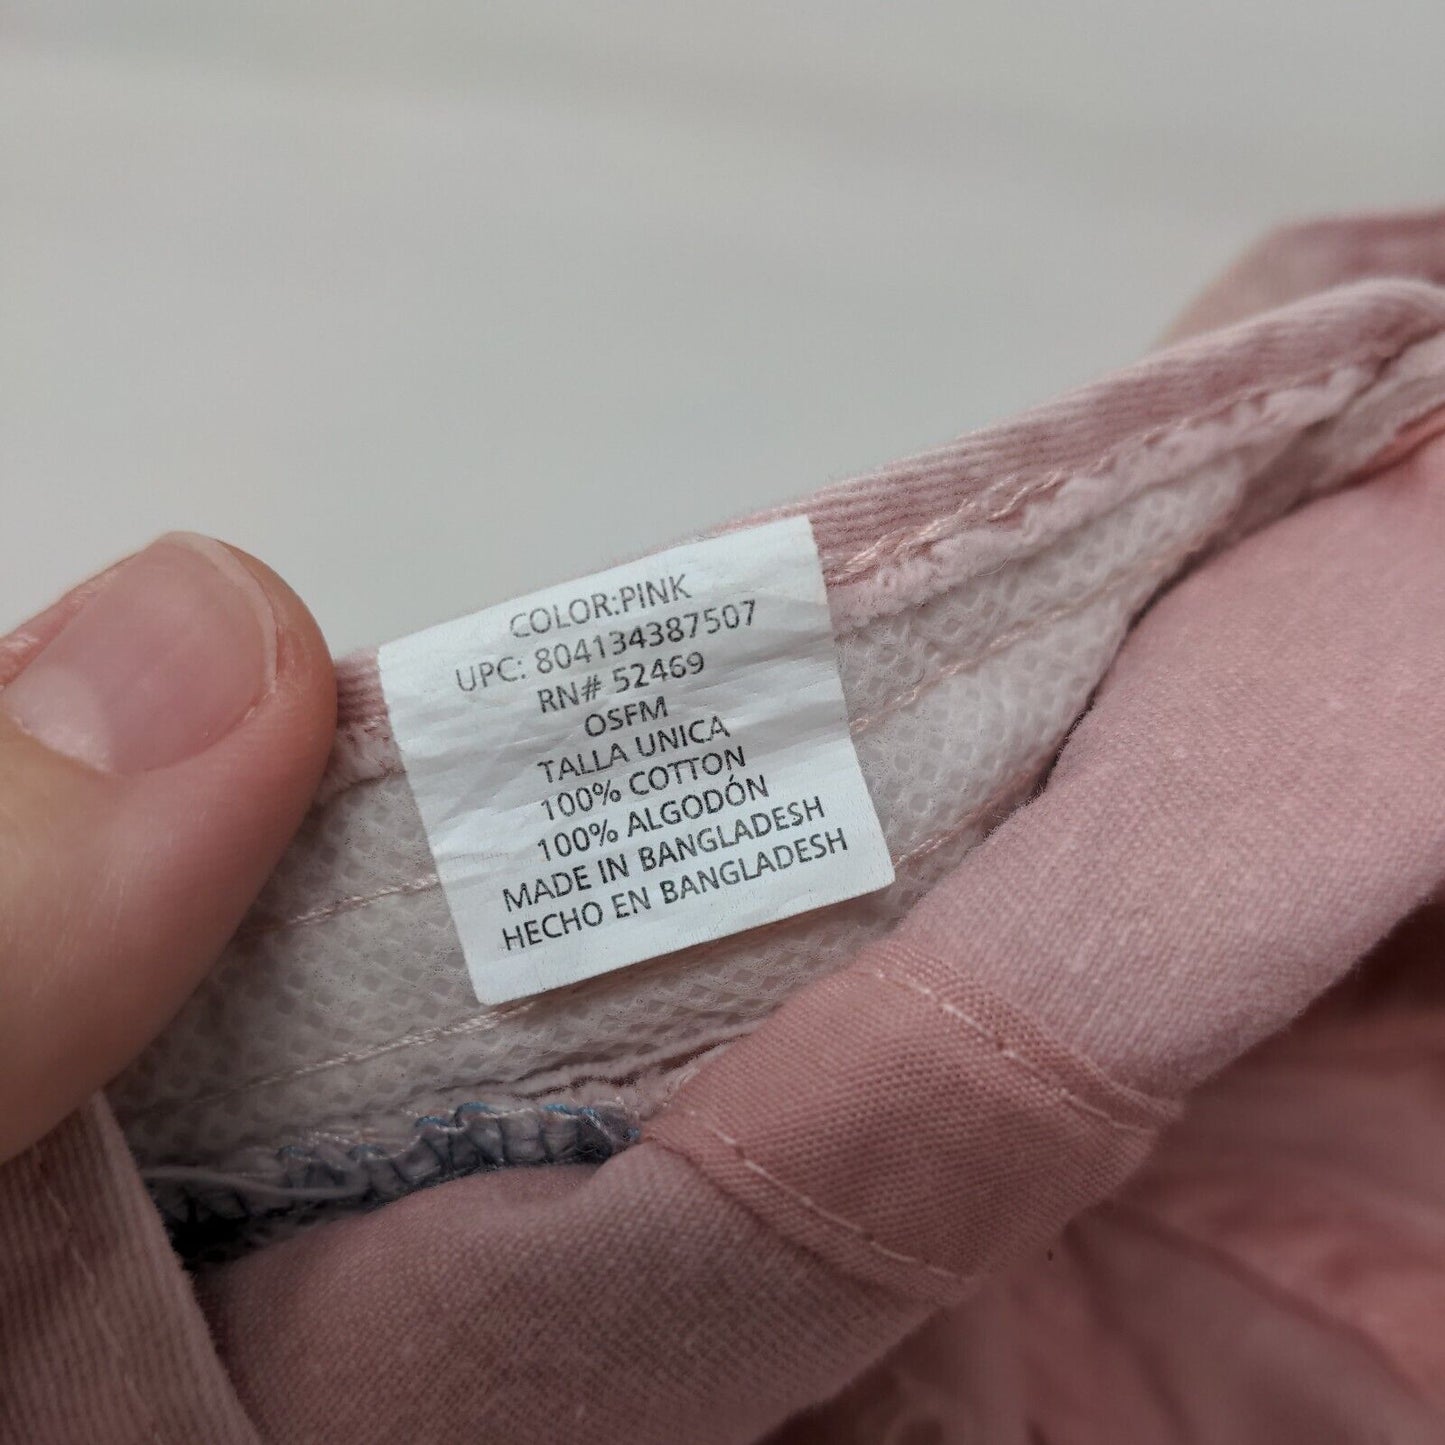 COLOR:PINK
UPC: 804134387507
RN# 52469
OSFM
TALLA UNICA
100% COTTON
100% ALGODÓN
MADE IN BANGLADESH
HECHO EN BANGLADESH